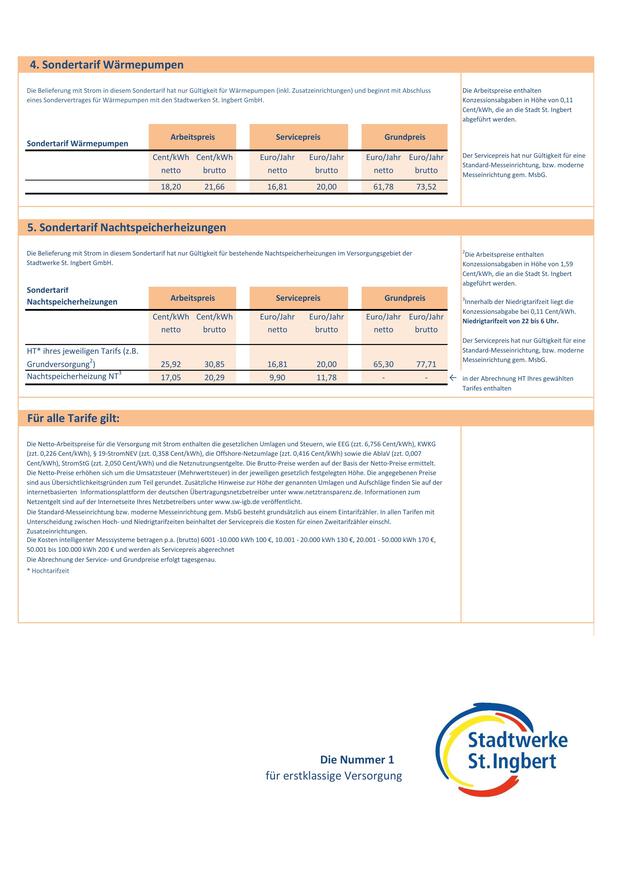 4. Sondertarif Wärmepumpen
Die Belieferung mit Strom in diesem Sondertarif hat nur Gültigkeit für Wärmepumpen (inkl. Zusatzeinrichtungen) und beginnt mit Abschluss
eines Sondervertrages für Wärmepumpen mit den Stadtwerken St. Ingbert GmbH.
Die Arbeitspreise enthalten
Konzessionsabgaben in Höhe von 0,11
Cent/kWh, die an die Stadt St. Ingbert
abgeführt werden.
Sondertarif Wärmepumpen
Arbeitspreis Servicepreis Grundpreis
Cent/kWh Cent/kWh Euro/Jahr Euro/Jahr Euro/Jahr Euro/Jahr
netto brutto netto brutto netto brutto
18,20 21,66 16,81 20,00 61,78 73,52
Der Servicepreis hat nur Gültigkeit für eine
Standard-Messeinrichtung, bzw. moderne
Messeinrichtung gem. MsbG.
5. Sondertarif Nachtspeicherheizungen
Die Belieferung mit Strom in diesem Sondertarif hat nur Gültigkeit für bestehende Nachtspeicherheizungen im Versorgungsgebiet der
Stadtwerke St. Ingbert GmbH.
²Die Arbeitspreise enthalten
Konzessionsabgaben in Höhe von 1,59
Cent/kWh, die an die Stadt St. Ingbert
abgeführt werden.
Sondertarif
Nachtspeicherheizungen
Arbeitspreis Servicepreis Grundpreis
Cent/kWh Cent/kWh Euro/Jahr Euro/Jahr Euro/Jahr Euro/Jahr
netto brutto netto brutto netto brutto
HT* ihres jeweiligen Tarifs (z.B.
Grundversorgung²) 25,92 30,85 16,81 20,00 65,30 77,71
Nachtspeicherheizung NT³ 17,05 20,29 9,90 11,78 - - ←
³Innerhalb der Niedrigtarifzeit liegt die
Konzessionsabgabe bei 0,11 Cent/kWh.
Niedrigtarifzeit von 22 bis 6 Uhr.
Der Servicepreis hat nur Gültigkeit für eine
Standard-Messeinrichtung, bzw. moderne
Messeinrichtung gem. MsbG.
in der Abrechnung HT Ihres gewählten
Tarifes enthalten
Für alle Tarife gilt:
Die Netto-Arbeitspreise für die Versorgung mit Strom enthalten die gesetzlichen Umlagen und Steuern, wie EEG (zzt. 6,756 Cent/kWh), KWKG
(zzt. 0,226 Cent/kWh), § 19-StromNEV (zzt. 0,358 Cent/kWh), die Offshore-Netzumlage (zzt. 0,416 Cent/kWh) sowie die AblaV (zzt. 0,007
Cent/kWh), StromStG (zzt. 2,050 Cent/kWh) und die Netznutzungsentgelte. Die Brutto-Preise werden auf der Basis der Netto-Preise ermittelt.
Die Netto-Preise erhöhen sich um die Umsatzsteuer (Mehrwertsteuer) in der jeweiligen gesetzlich festgelegten Höhe. Die angegebenen Preise
sind aus Übersichtlichkeitsgründen zum Teil gerundet. Zusätzliche Hinweise zur Höhe der genannten Umlagen und Aufschläge finden Sie auf der
internetbasierten Informationsplattform der deutschen Übertragungsnetzbetreiber unter www.netztransparenz.de. Informationen zum
Netzentgelt sind auf der Internetseite Ihres Netzbetreibers unter www.sw-igb.de veröffentlicht.
Die Standard-Messeinrichtung bzw. moderne Messeinrichtung gem. MsbG besteht grundsätzlich aus einem Eintarifzähler. In allen Tarifen mit
Unterscheidung zwischen Hoch- und Niedrigtarifzeiten beinhaltet der Servicepreis die Kosten für einen Zweitarifzähler einschl.
Zusatzeinrichtungen.
Die Kosten intelligenter Messsysteme betragen p.a. (brutto) 6001 -10.000 kWh 100 €, 10.001 - 20.000 kWh 130 €, 20.001 - 50.000 kWh 170 €,
50.001 bis 100.000 kWh 200 € und werden als Servicepreis abgerechnet
Die Abrechnung der Service- und Grundpreise erfolgt tagesgenau.
* Hochtarifzeit
Die Nummer 1
für erstklassige Versorgung
Stadtwerke
St.Ingbert